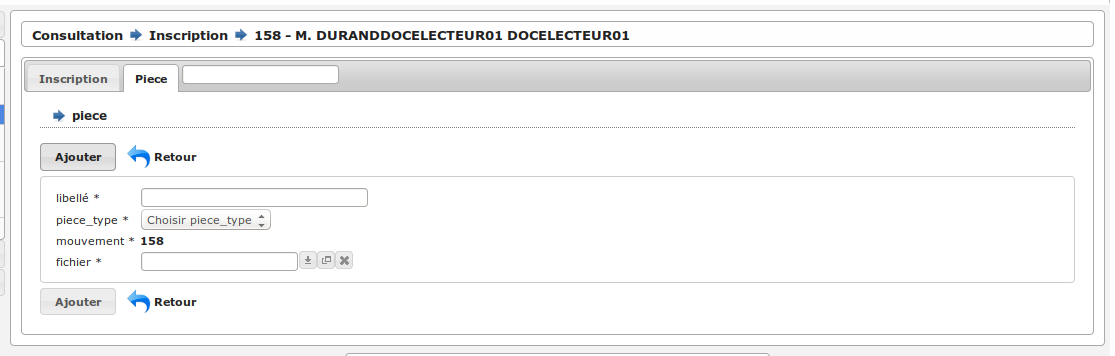 Consultation Inscription 158 - M. DURANDDOCELECTEUR01 DOCELECTEUR01
Inscription Piece
piece
Ajouter Retour
libellé *
piece_type * Choisir piece_type
mouvement * 158
fichier *
Ajouter Retour